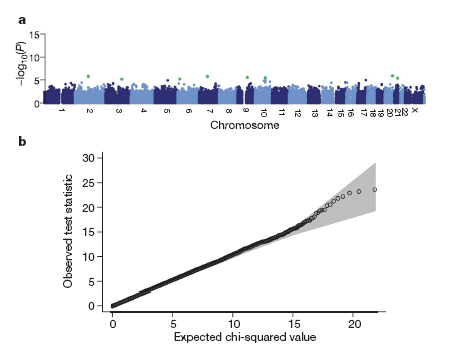 a
15
10
5
0
−log10(P)
1 2 3 4 5 6 7 8 9 10 11 12 13 14 15 16 17 18 19 20 21 22 X
Chromosome
b
30
25
20
15
10
5
0
Observed test statistic
0 5 10 15 20
Expected chi-squared value